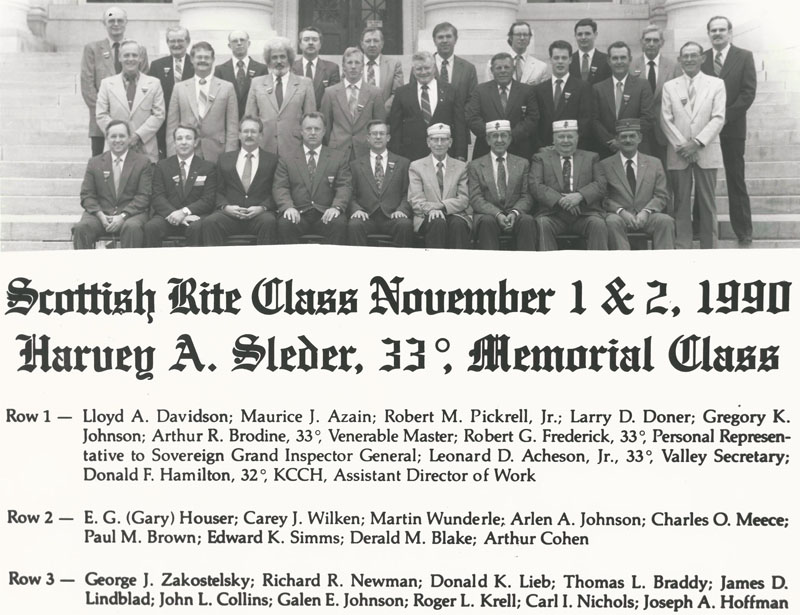 Scottish Rite Class November 1 & 2, 1990
Harvey A. Sleder, 33°, Memorial Class
Row 1 — Lloyd A. Davidson; Maurice J. Azain; Robert M. Pickrell, Jr.; Larry D. Doner; Gregory K.
Johnson; Arthur R. Brodine, 33°, Venerable Master; Robert G. Frederick, 33°, Personal Represen-
tative to Sovereign Grand Inspector General; Leonard D. Acheson, Jr., 33°, Valley Secretary;
Donald F. Hamilton, 32°, KCCH, Assistant Director of Work
Row 2 — E. G. (Gary) Houser; Carey J. Wilken; Martin Wunderle; Arlen A. Johnson; Charles O. Meece;
Paul M. Brown; Edward K. Simms; Derald M. Blake; Arthur Cohen
Row 3 — George J. Zakostelsky; Richard R. Newman; Donald K. Lieb; Thomas L. Braddy; James D.
Lindblad; John L. Collins; Galen E. Johnson; Roger L. Krell; Carl I. Nichols; Joseph A. Hoffman